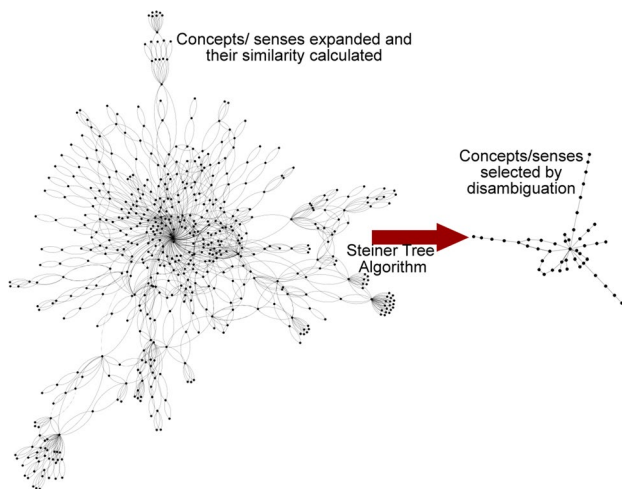 Concepts/ senses expanded and
their similarity calculated
Concepts/senses
selected by
disambiguation
Steiner Tree
Algorithm